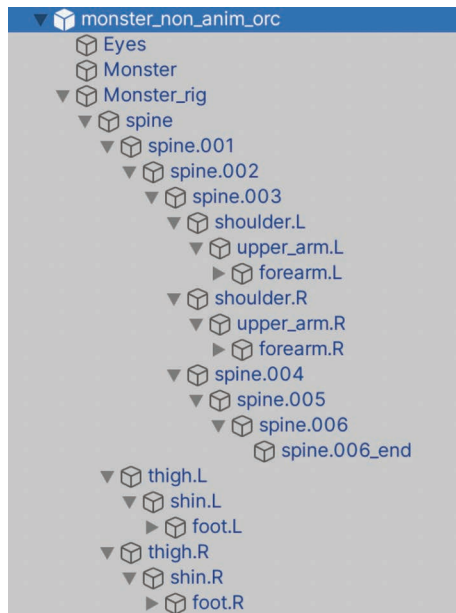 monster_non_anim_orc
Eyes
Monster
Monster_rig
spine
spine.001
spine.002
spine.003
shoulder.L
upper_arm.L
forearm.L
shoulder.R
upper_arm.R
forearm.R
spine.004
spine.005
spine.006
spine.006_end
thigh.L
shin.L
foot.L
thigh.R
shin.R
foot.R